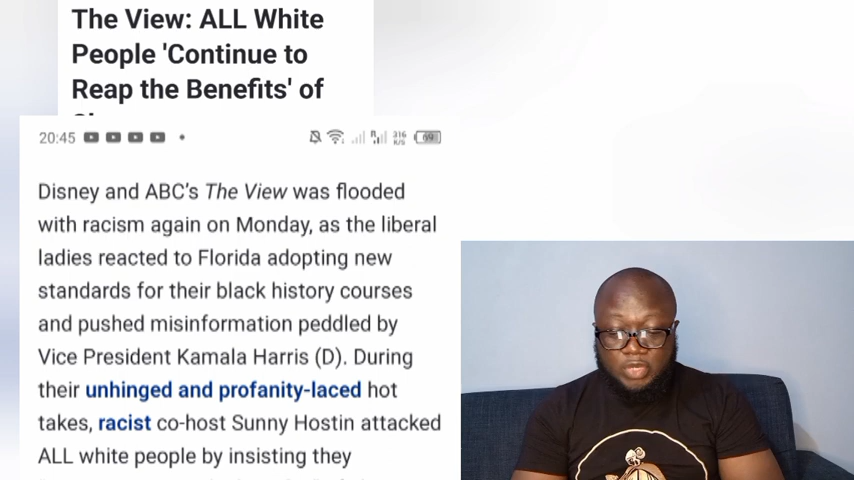 The View: ALL White
People 'Continue to
Reap the Benefits' of
20:45
316
K/S
69
Disney and ABC's The View was flooded
with racism again on Monday, as the liberal
ladies reacted to Florida adopting new
standards for their black history courses
and pushed misinformation peddled by
Vice President Kamala Harris (D). During
their unhinged and profanity-laced hot
takes, racist co-host Sunny Hostin attacked
ALL white people by insisting they